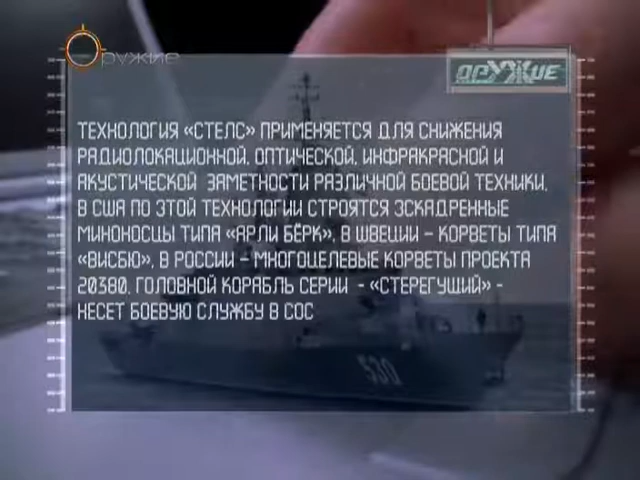 Оружие
ОРУЖИЕ
ТЕХНОЛОГИЯ «СТЕЛС» ПРИМЕНЯЕТСЯ ДЛЯ СНИЖЕНИЯ
РАДИОЛОКАЦИОННОЙ, ОПТИЧЕСКОЙ, ИНФРАКРАСНОЙ И
АКУСТИЧЕСКОЙ ЗАМЕТНОСТИ РАЗЛИЧНОЙ БОЕВОЙ ТЕХНИКИ.
В США ПО ЭТОЙ ТЕХНОЛОГИИ СТРОЯТСЯ ЭСКАДРЕННЫЕ
МИНОНОСЦЫ ТИПА «АРЛИ БЁРК», В ШВЕЦИИ – КОРВЕТЫ ТИПА
«ВИСБЮ», В РОССИИ – МНОГОЦЕЛЕВЫЕ КОРВЕТЫ ПРОЕКТА
20380. ГОЛОВНОЙ КОРАБЛЬ СЕРИИ - «СТЕРЕГУЩИЙ» -
НЕСЕТ БОЕВУЮ СЛУЖБУ В СОС
530